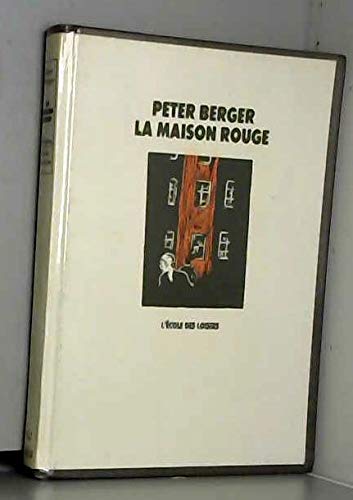 PETER BERGER
LA MAISON ROUGE
L'ÉCOLE DES LOISIRS